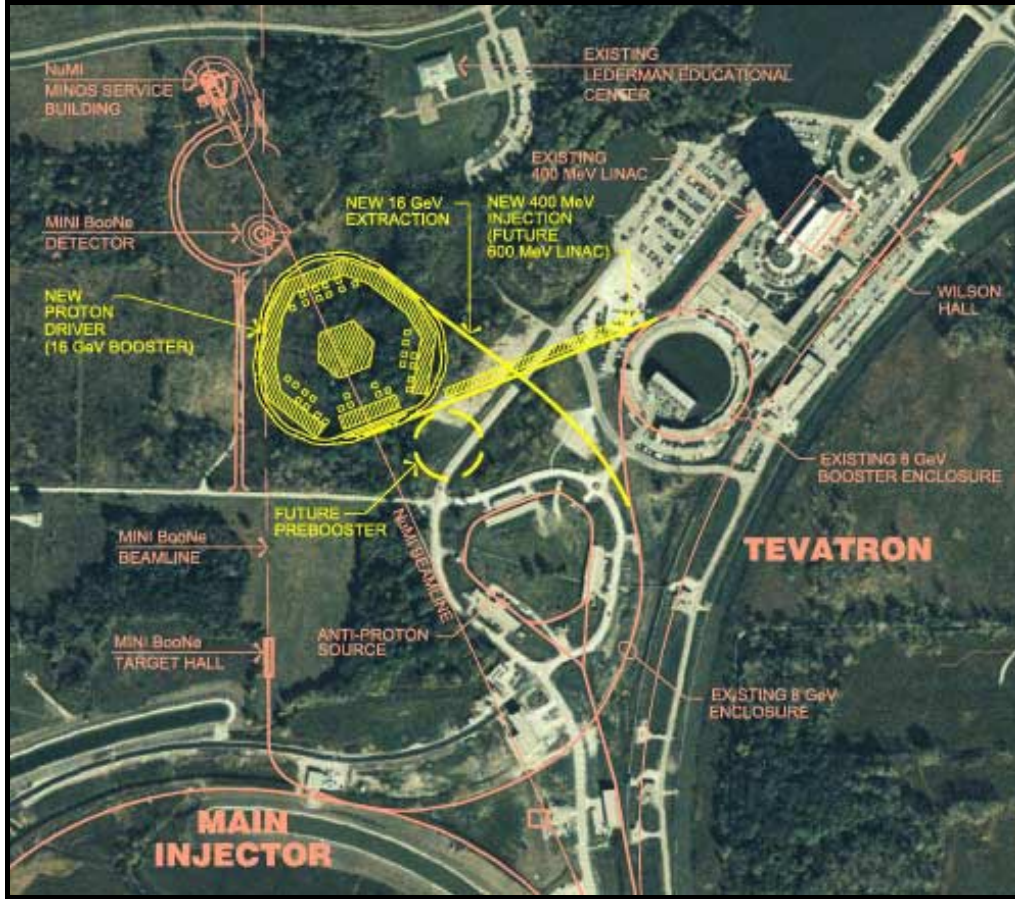 NuMI
MINOS SERVICE
BUILDING
EXISTING
LEDERMAN EDUCATIONAL
CENTER
EXISTING
400 MeV LINAC
NEW 16 GeV
EXTRACTION
NEW 400 MeV
INJECTION
(FUTURE
600 MeV LINAC)
MINI BooNe
DETECTOR
NEW
PROTON
DRIVER
(16 GeV BOOSTER)
WILSON
HALL
EXISTING 8 GeV
BOOSTER ENCLOSURE
FUTURE
PREBOOSTER
NuMI BEAMLINE
MINI BooNe
BEAMLINE
TEVATRON
ANTI-PROTON
SOURCE
MINI BooNe
TARGET HALL
EXISTING 8 GeV
ENCLOSURE
MAIN
INJECTOR